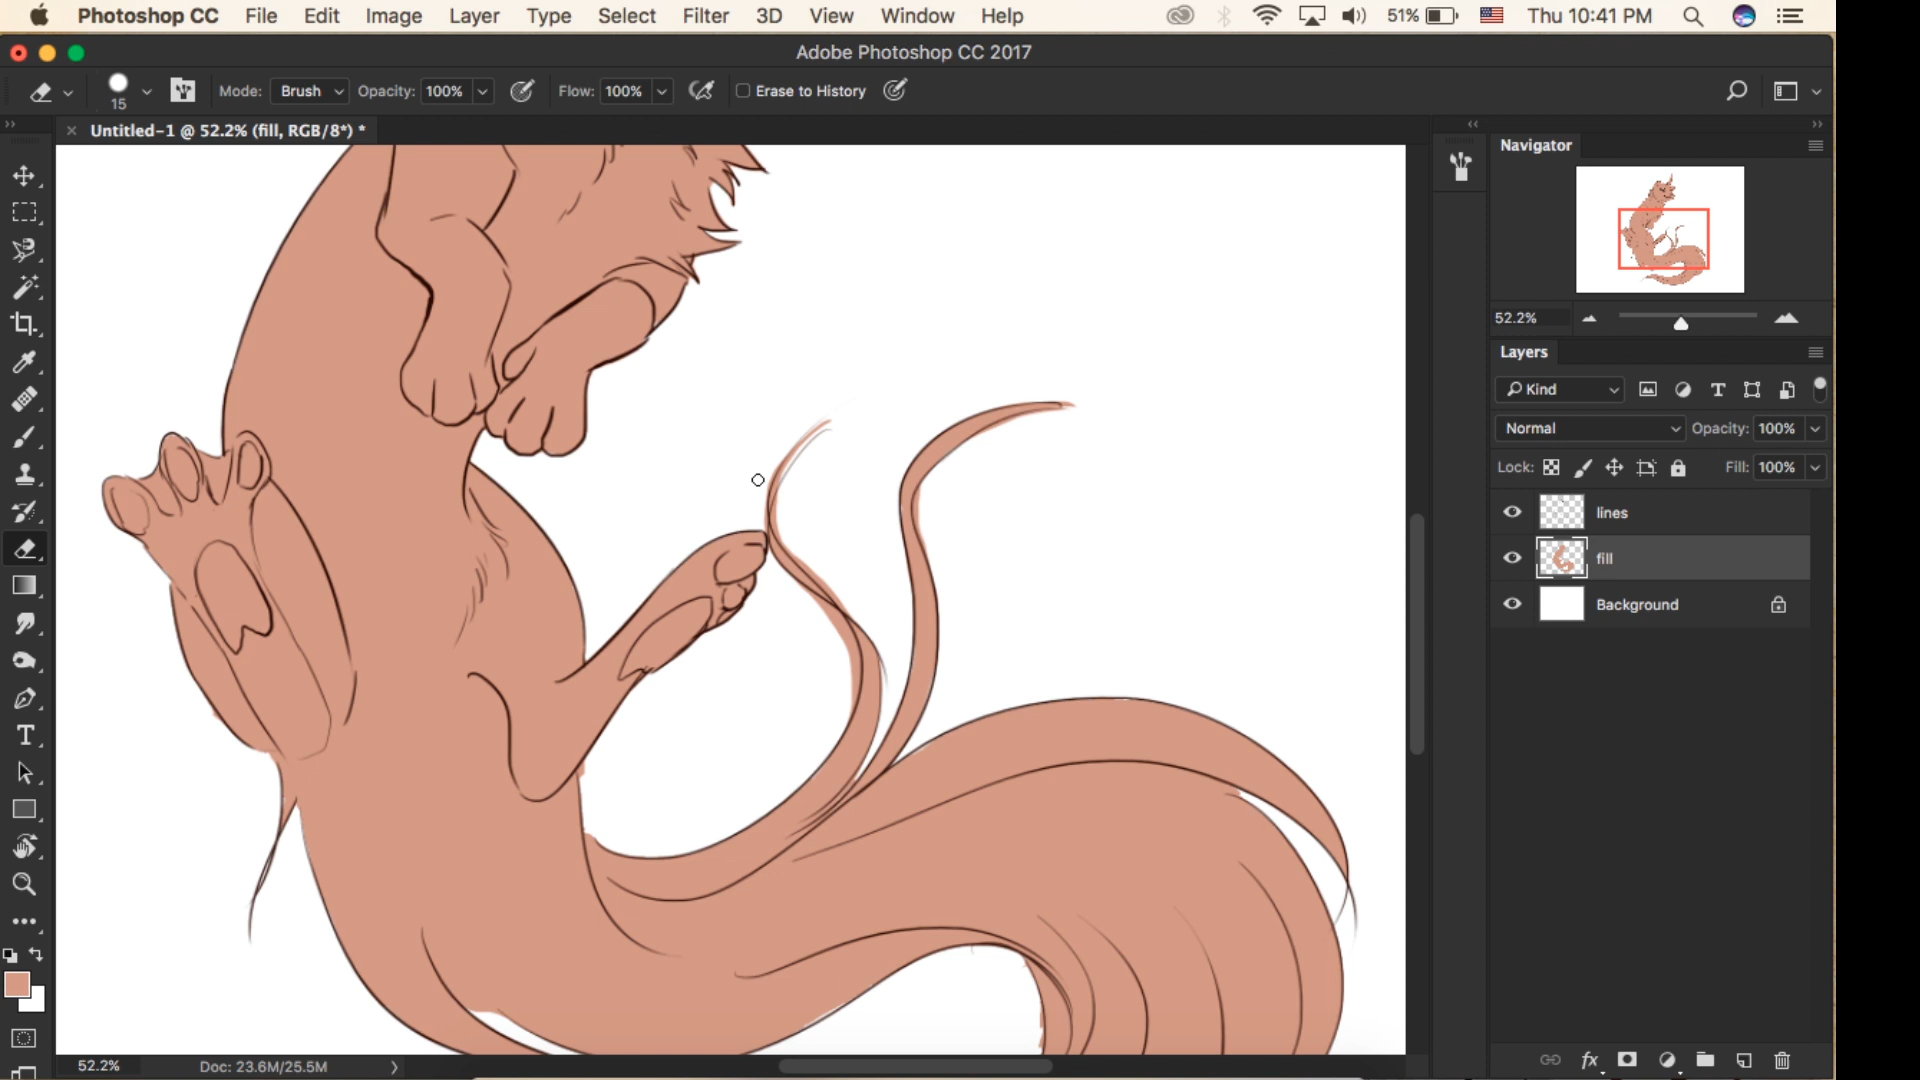 Photoshop CC File Edit Image Layer Type Select Filter 3D View Window Help 51% Thu 10:41 PM
Adobe Photoshop CC 2017
15 Mode: Brush Opacity: 100% Flow: 100% Erase to History
Untitled-1 @ 52.2% (fill, RGB/8*) *
Navigator
52.2%
Layers
Kind
Normal Opacity: 100%
Lock: Fill: 100%
lines
fill
Background
52.2% Doc: 23.6M/25.5M